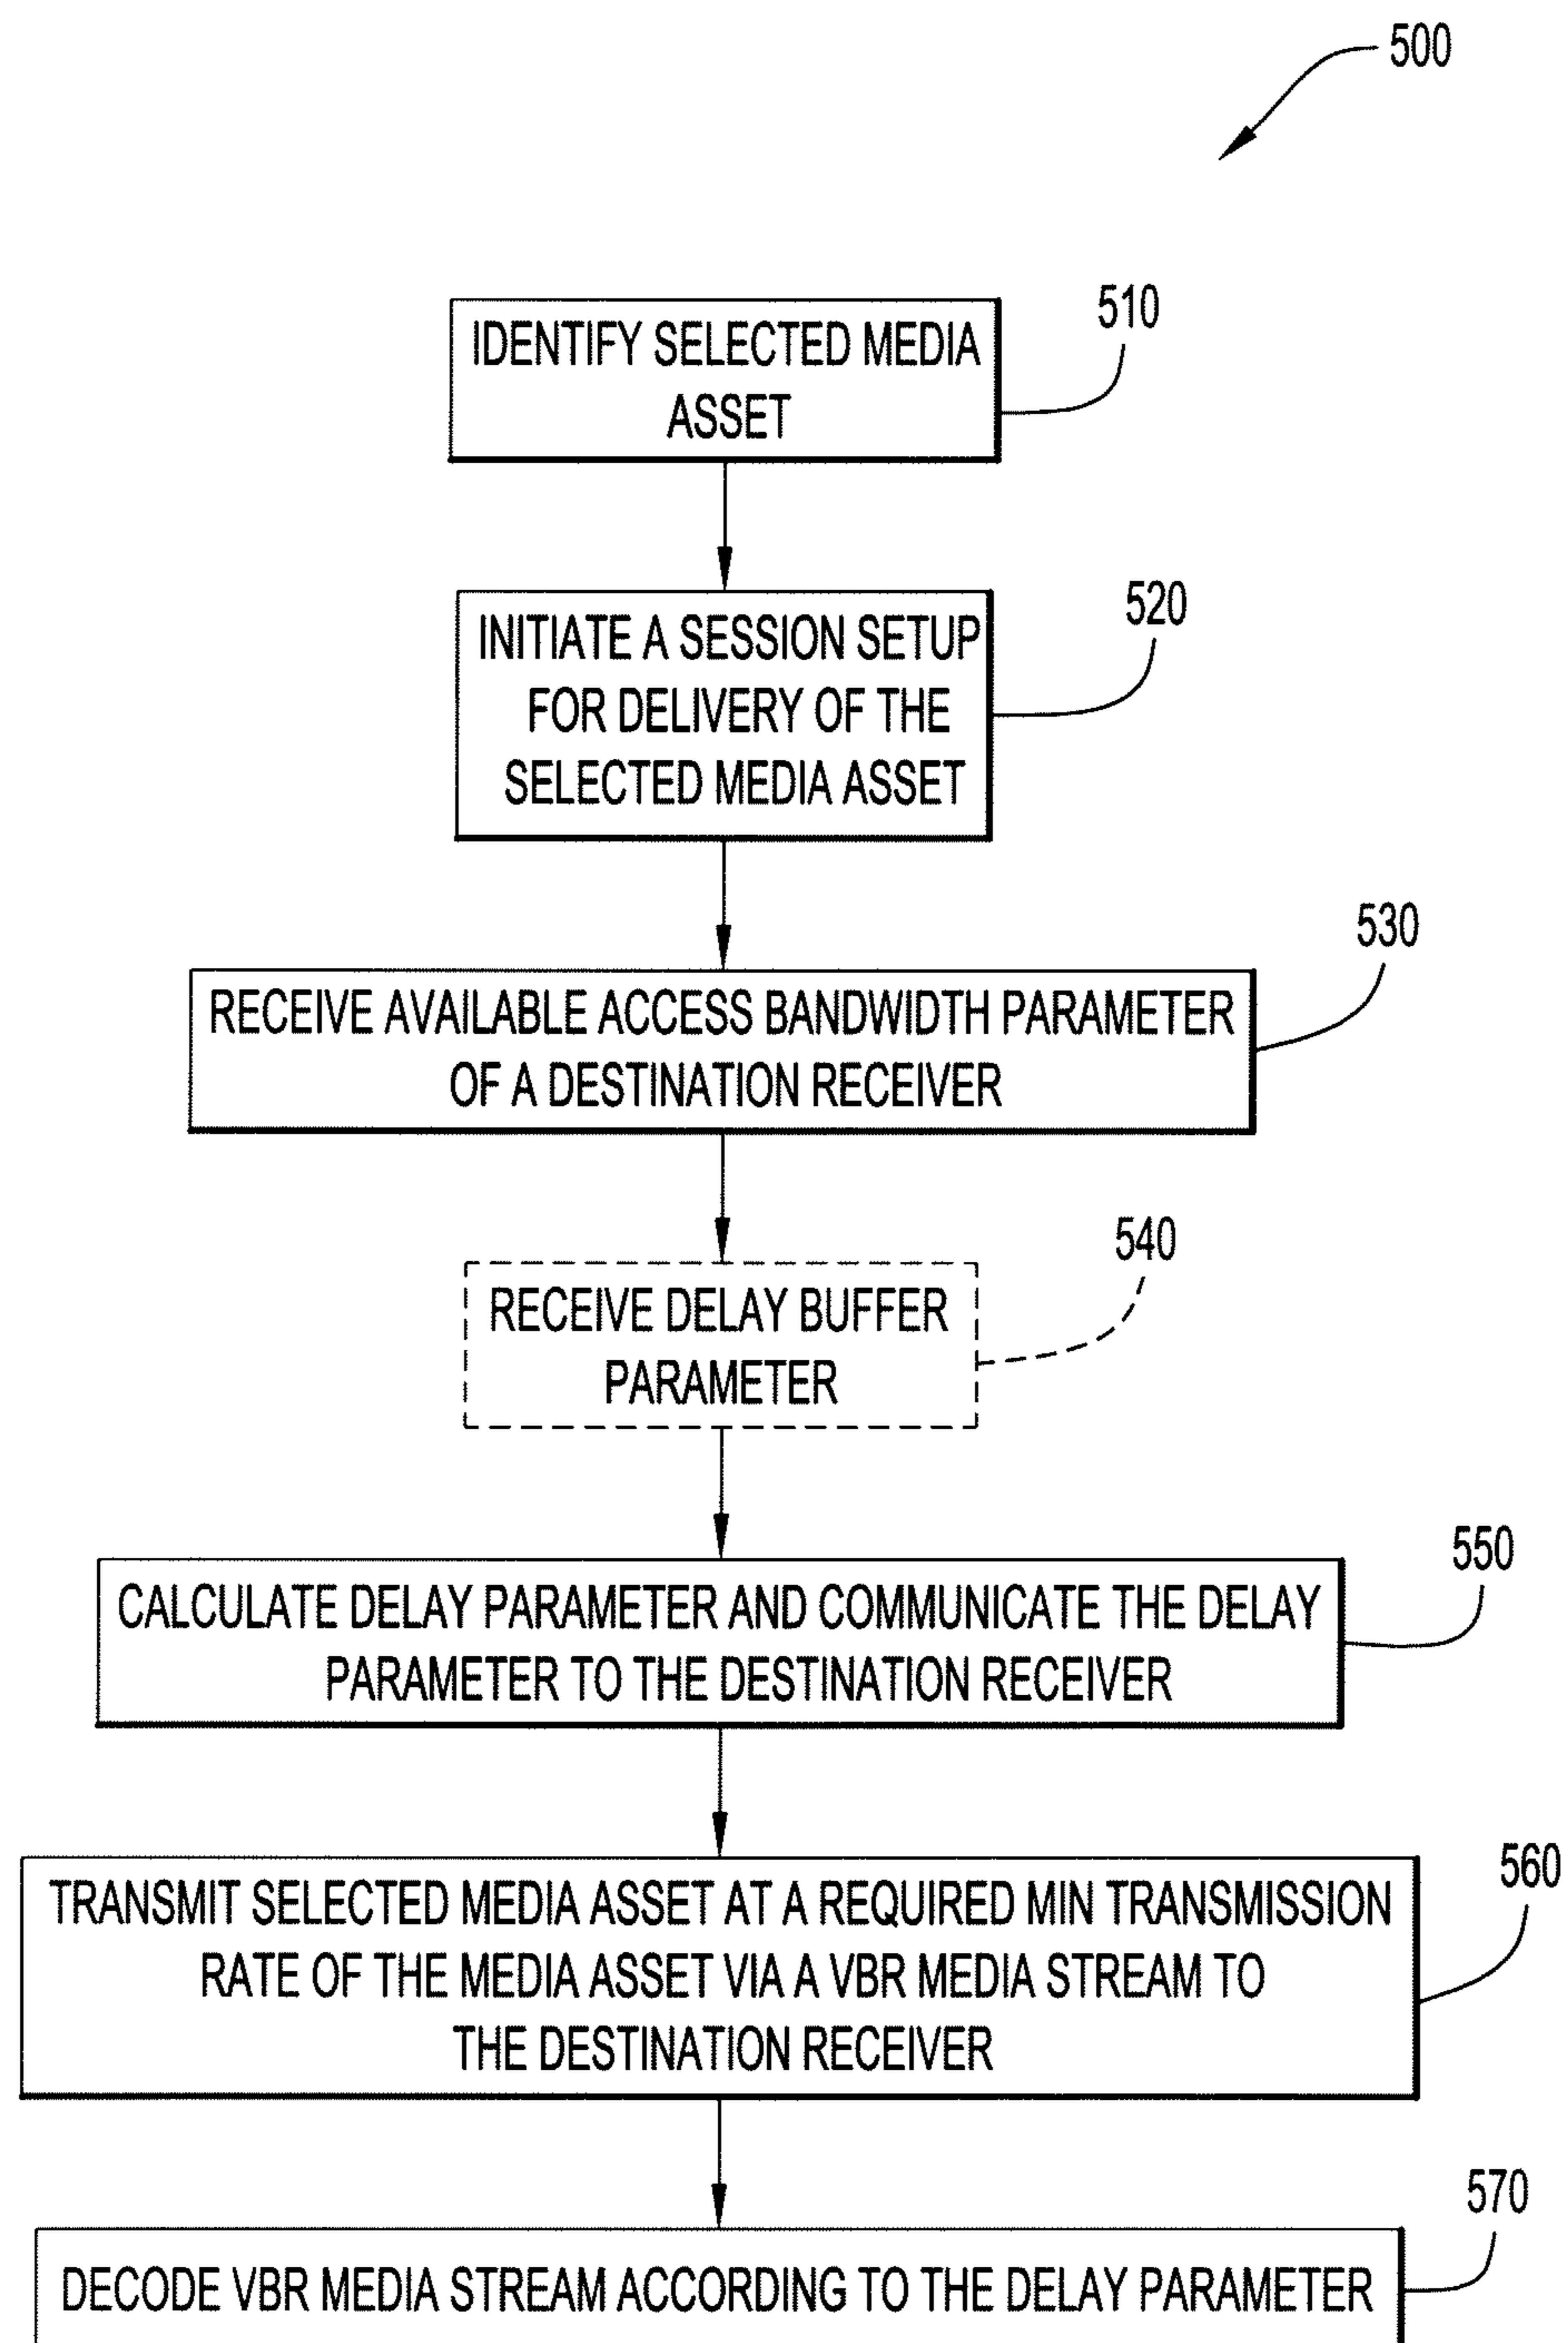 500
510
IDENTIFY SELECTED MEDIA
ASSET
520
INITIATE A SESSION SETUP
FOR DELIVERY OF THE
SELECTED MEDIA ASSET
530
RECEIVE AVAILABLE ACCESS BANDWIDTH PARAMETER
OF A DESTINATION RECEIVER
540
RECEIVE DELAY BUFFER
PARAMETER
550
CALCULATE DELAY PARAMETER AND COMMUNICATE THE DELAY
PARAMETER TO THE DESTINATION RECEIVER
560
TRANSMIT SELECTED MEDIA ASSET AT A REQUIRED MIN TRANSMISSION
RATE OF THE MEDIA ASSET VIA A VBR MEDIA STREAM TO
THE DESTINATION RECEIVER
570
DECODE VBR MEDIA STREAM ACCORDING TO THE DELAY PARAMETER